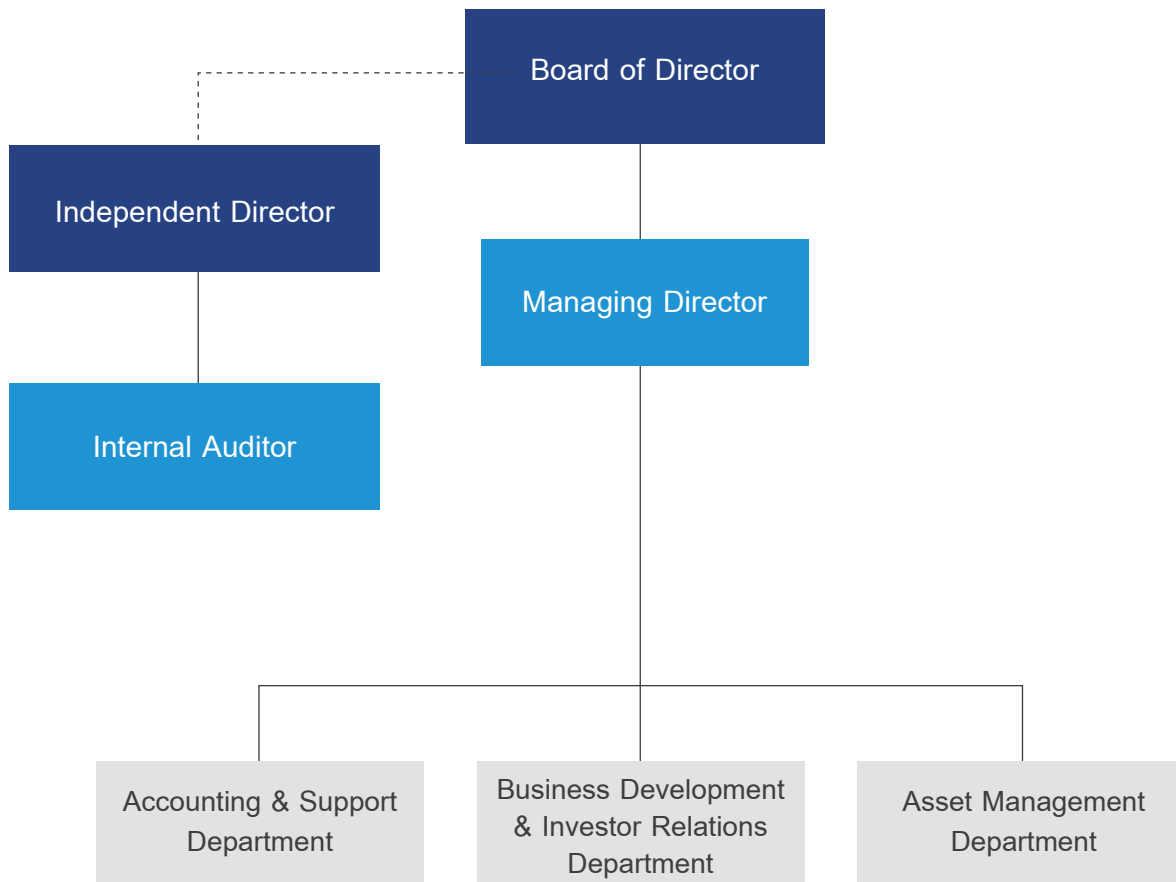 Board of Director
Independent Director
Managing Director
Internal Auditor
Accounting & Support
Department
Business Development
& Investor Relations
Department
Asset Management
Department